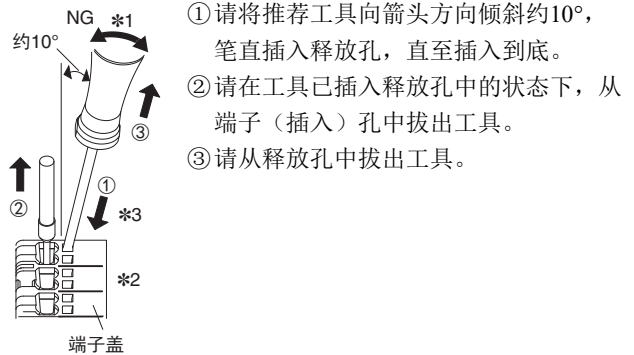 NG *1
约10°
③
①
②
*3
*2
端子盖
①请将推荐工具向箭头方向倾斜约10°，
笔直插入释放孔，直至插入到底。
②请在工具已插入释放孔中的状态下，从
端子（插入）孔中拔出工具。
③请从释放孔中拔出工具。